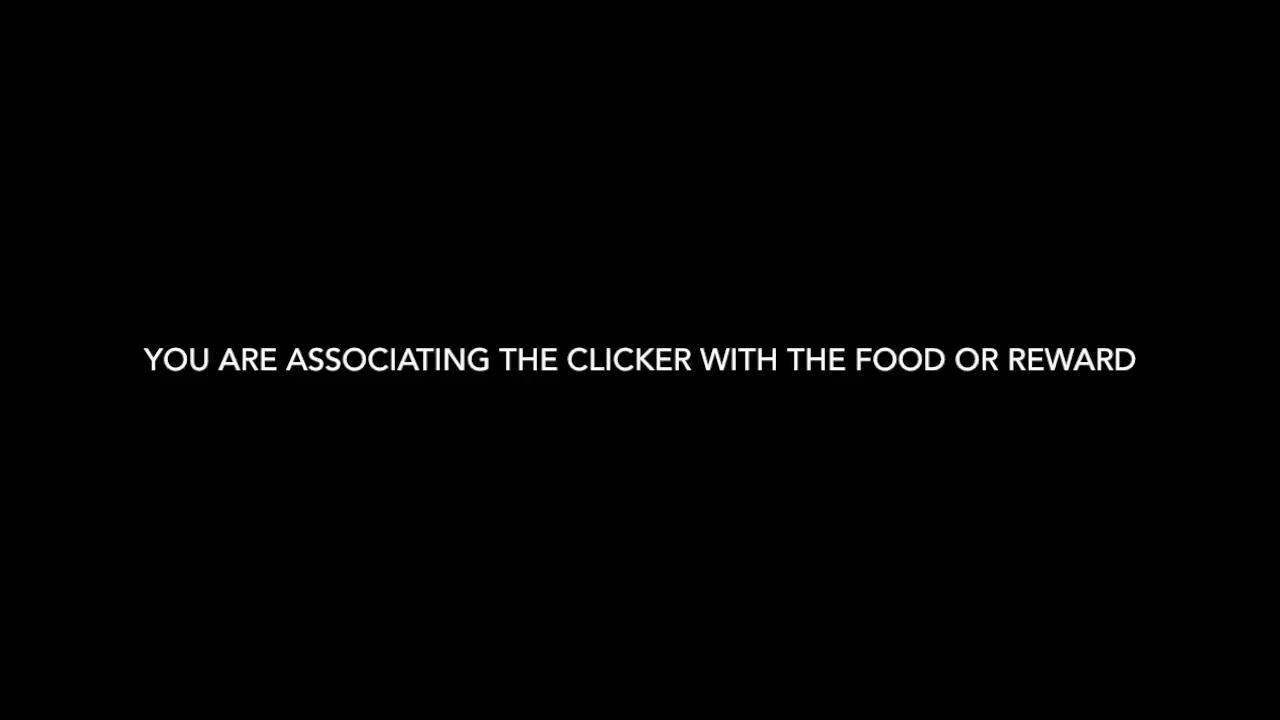 YOU ARE ASSOCIATING THE CLICKER WITH THE FOOD OR REWARD